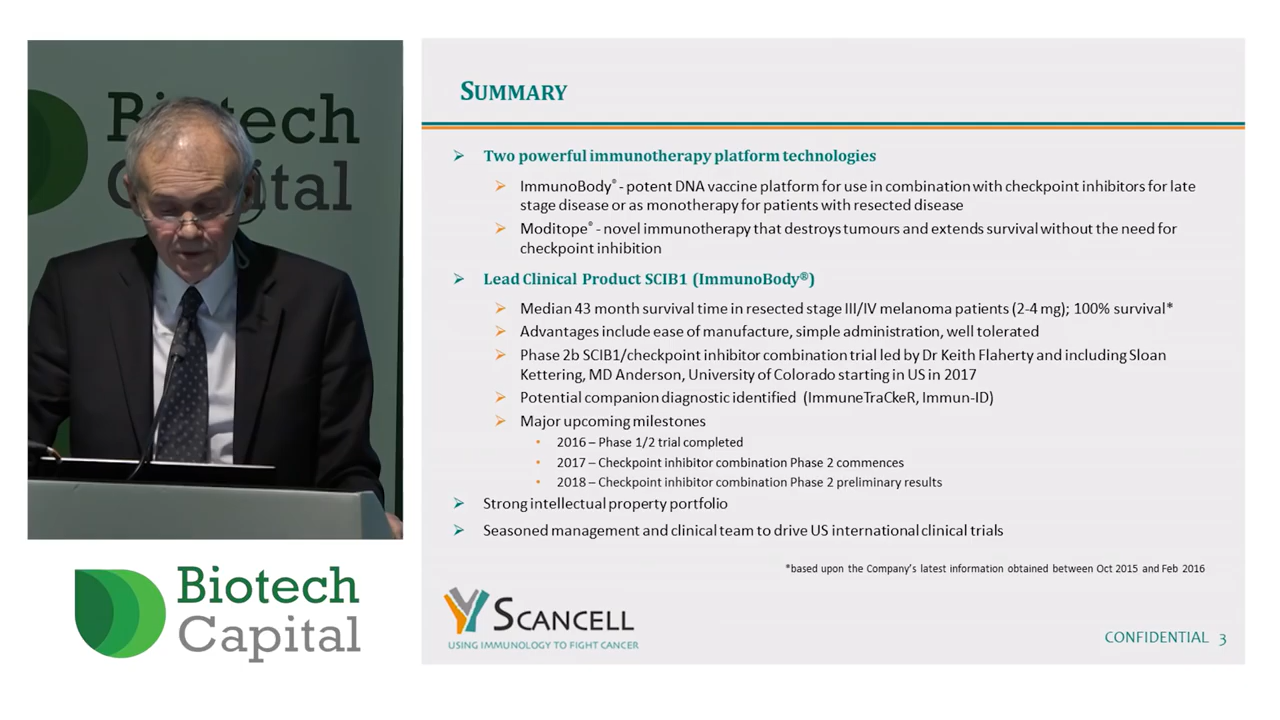 Biotech
Capital
SUMMARY
Two powerful immunotherapy platform technologies
ImmunoBody® - potent DNA vaccine platform for use in combination with checkpoint inhibitors for late
stage disease or as monotherapy for patients with resected disease
Moditope® - novel immunotherapy that destroys tumours and extends survival without the need for
checkpoint inhibition
Lead Clinical Product SCIB1 (ImmunoBody®)
Median 43 month survival time in resected stage III/IV melanoma patients (2-4 mg); 100% survival*
Advantages include ease of manufacture, simple administration, well tolerated
Phase 2b SCIB1/checkpoint inhibitor combination trial led by Dr Keith Flaherty and including Sloan
Kettering, MD Anderson, University of Colorado starting in US in 2017
Potential companion diagnostic identified (ImmuneTraCkeR, Immun-ID)
Major upcoming milestones
2016 – Phase 1/2 trial completed
2017 – Checkpoint inhibitor combination Phase 2 commences
2018 – Checkpoint inhibitor combination Phase 2 preliminary results
Strong intellectual property portfolio
Seasoned management and clinical team to drive US international clinical trials
*based upon the Company's latest information obtained between Oct 2015 and Feb 2016
SCANCELL
USING IMMUNOLOGY TO FIGHT CANCER
CONFIDENTIAL 3
Biotech
Capital